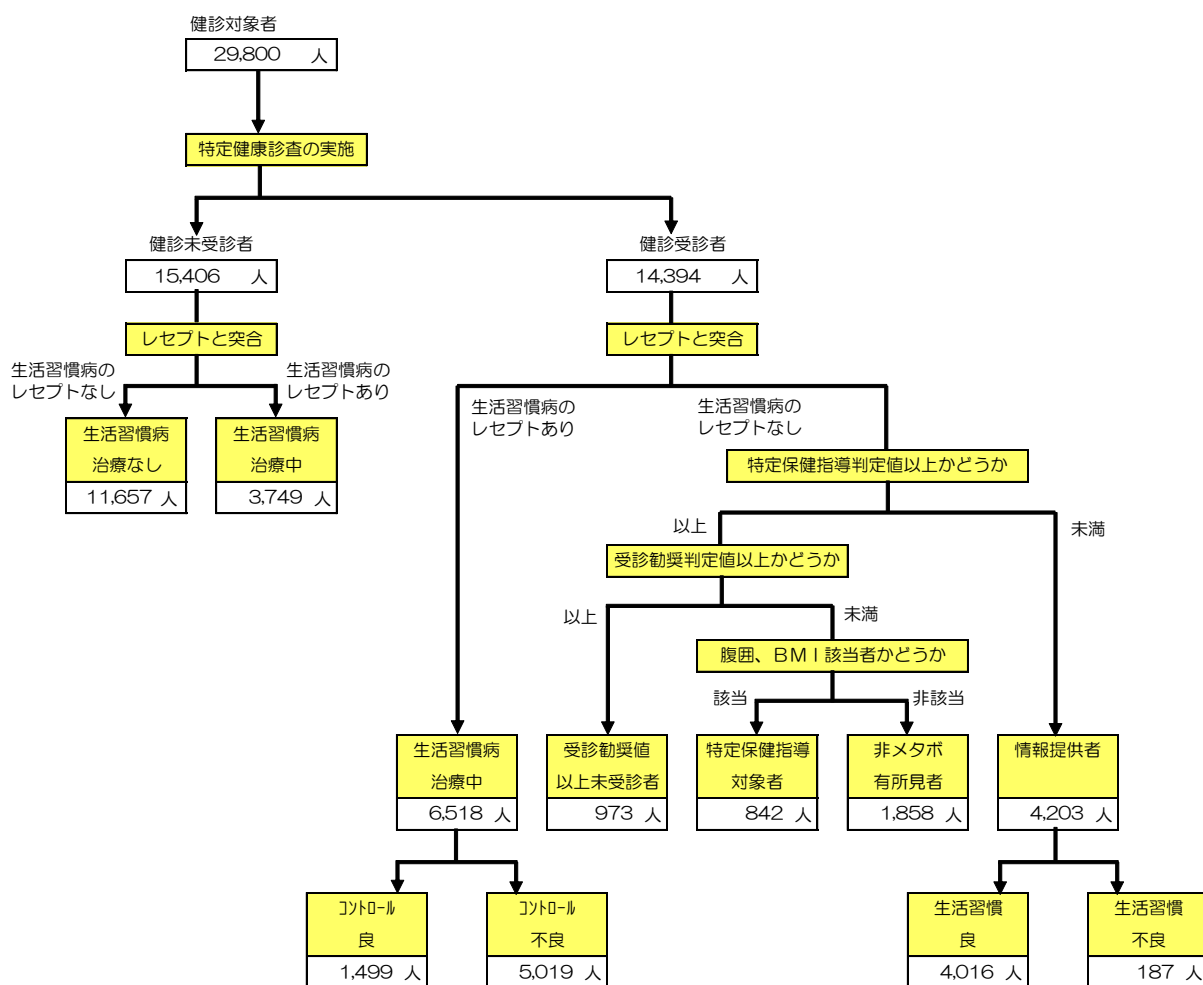 健診対象者
29,800 人
特定健康診査の実施
健診未受診者
15,406 人
健診受診者
14,394 人
レセプトと突合
レセプトと突合
生活習慣病の
レセプトなし
生活習慣病の
レセプトあり
生活習慣病
治療なし
11,657 人
生活習慣病
治療中
3,749 人
生活習慣病の
レセプトあり
生活習慣病の
レセプトなし
特定保健指導判定値以上かどうか
以上
未満
受診勧奨判定値以上かどうか
以上
未満
腹囲、BMI該当者かどうか
該当
非該当
生活習慣病
治療中
6,518 人
受診勧奨値
以上未受診者
973 人
特定保健指導
対象者
842 人
非メタボ
有所見者
1,858 人
情報提供者
4,203 人
コントロール
良
1,499 人
コントロール
不良
5,019 人
生活習慣
良
4,016 人
生活習慣
不良
187 人